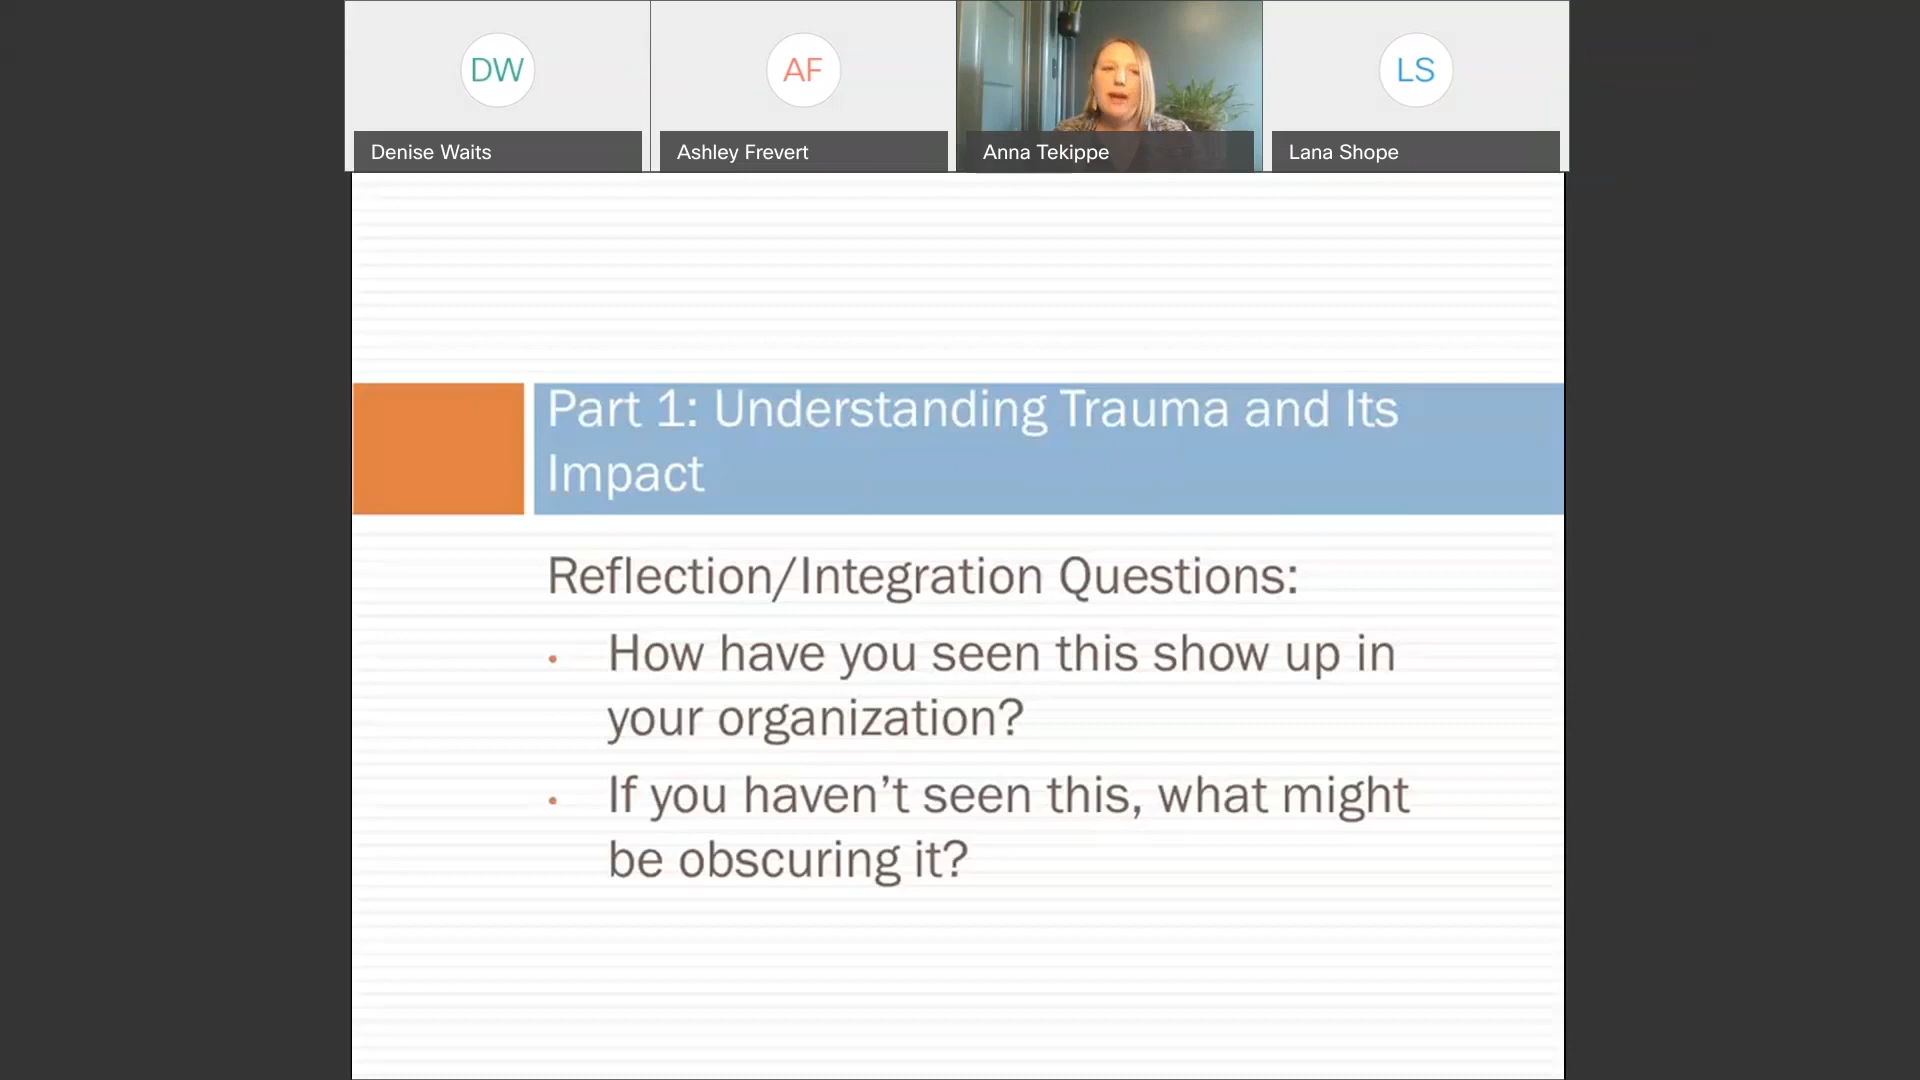 DW
AF
LS
Denise Waits
Ashley Frevert
Anna Tekippe
Lana Shope
Part 1: Understanding Trauma and Its
Impact
Reflection/Integration Questions:
• How have you seen this show up in
your organization?
• If you haven’t seen this, what might
be obscuring it?